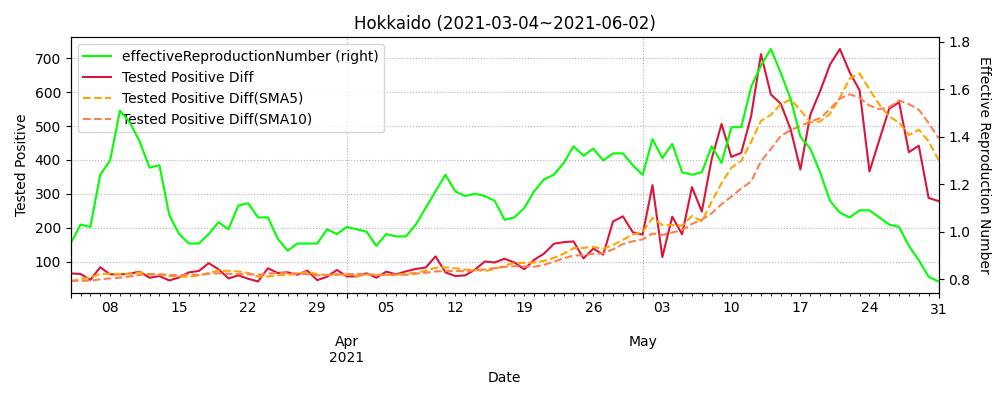 Hokkaido (2021-03-04~2021-06-02)
effectiveReproductionNumber (right)
Tested Positive Diff
Tested Positive Diff(SMA5)
Tested Positive Diff(SMA10)
Tested Positive
700
600
500
400
300
200
100
1.8
1.6
1.4
1.2
1.0
0.8
Effective Reproduction Number
08 15 22 29 05 12 19 26 03 10 17 24 31
Apr May
2021
Date